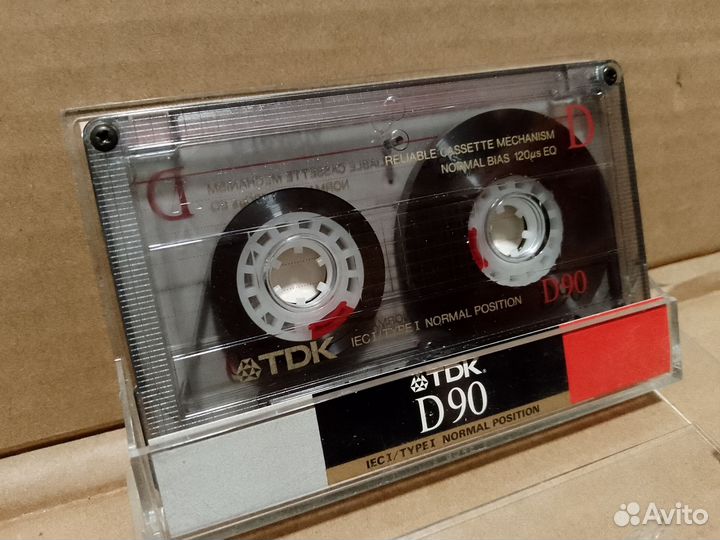 D
RELIABLE CASSETTE MECHANISM
NORMAL BIAS 120µs EQ
D
D90
IEC I/TYPE I NORMAL POSITION
TDK
TDK
D90
IEC I/TYPE I NORMAL POSITION
Avito